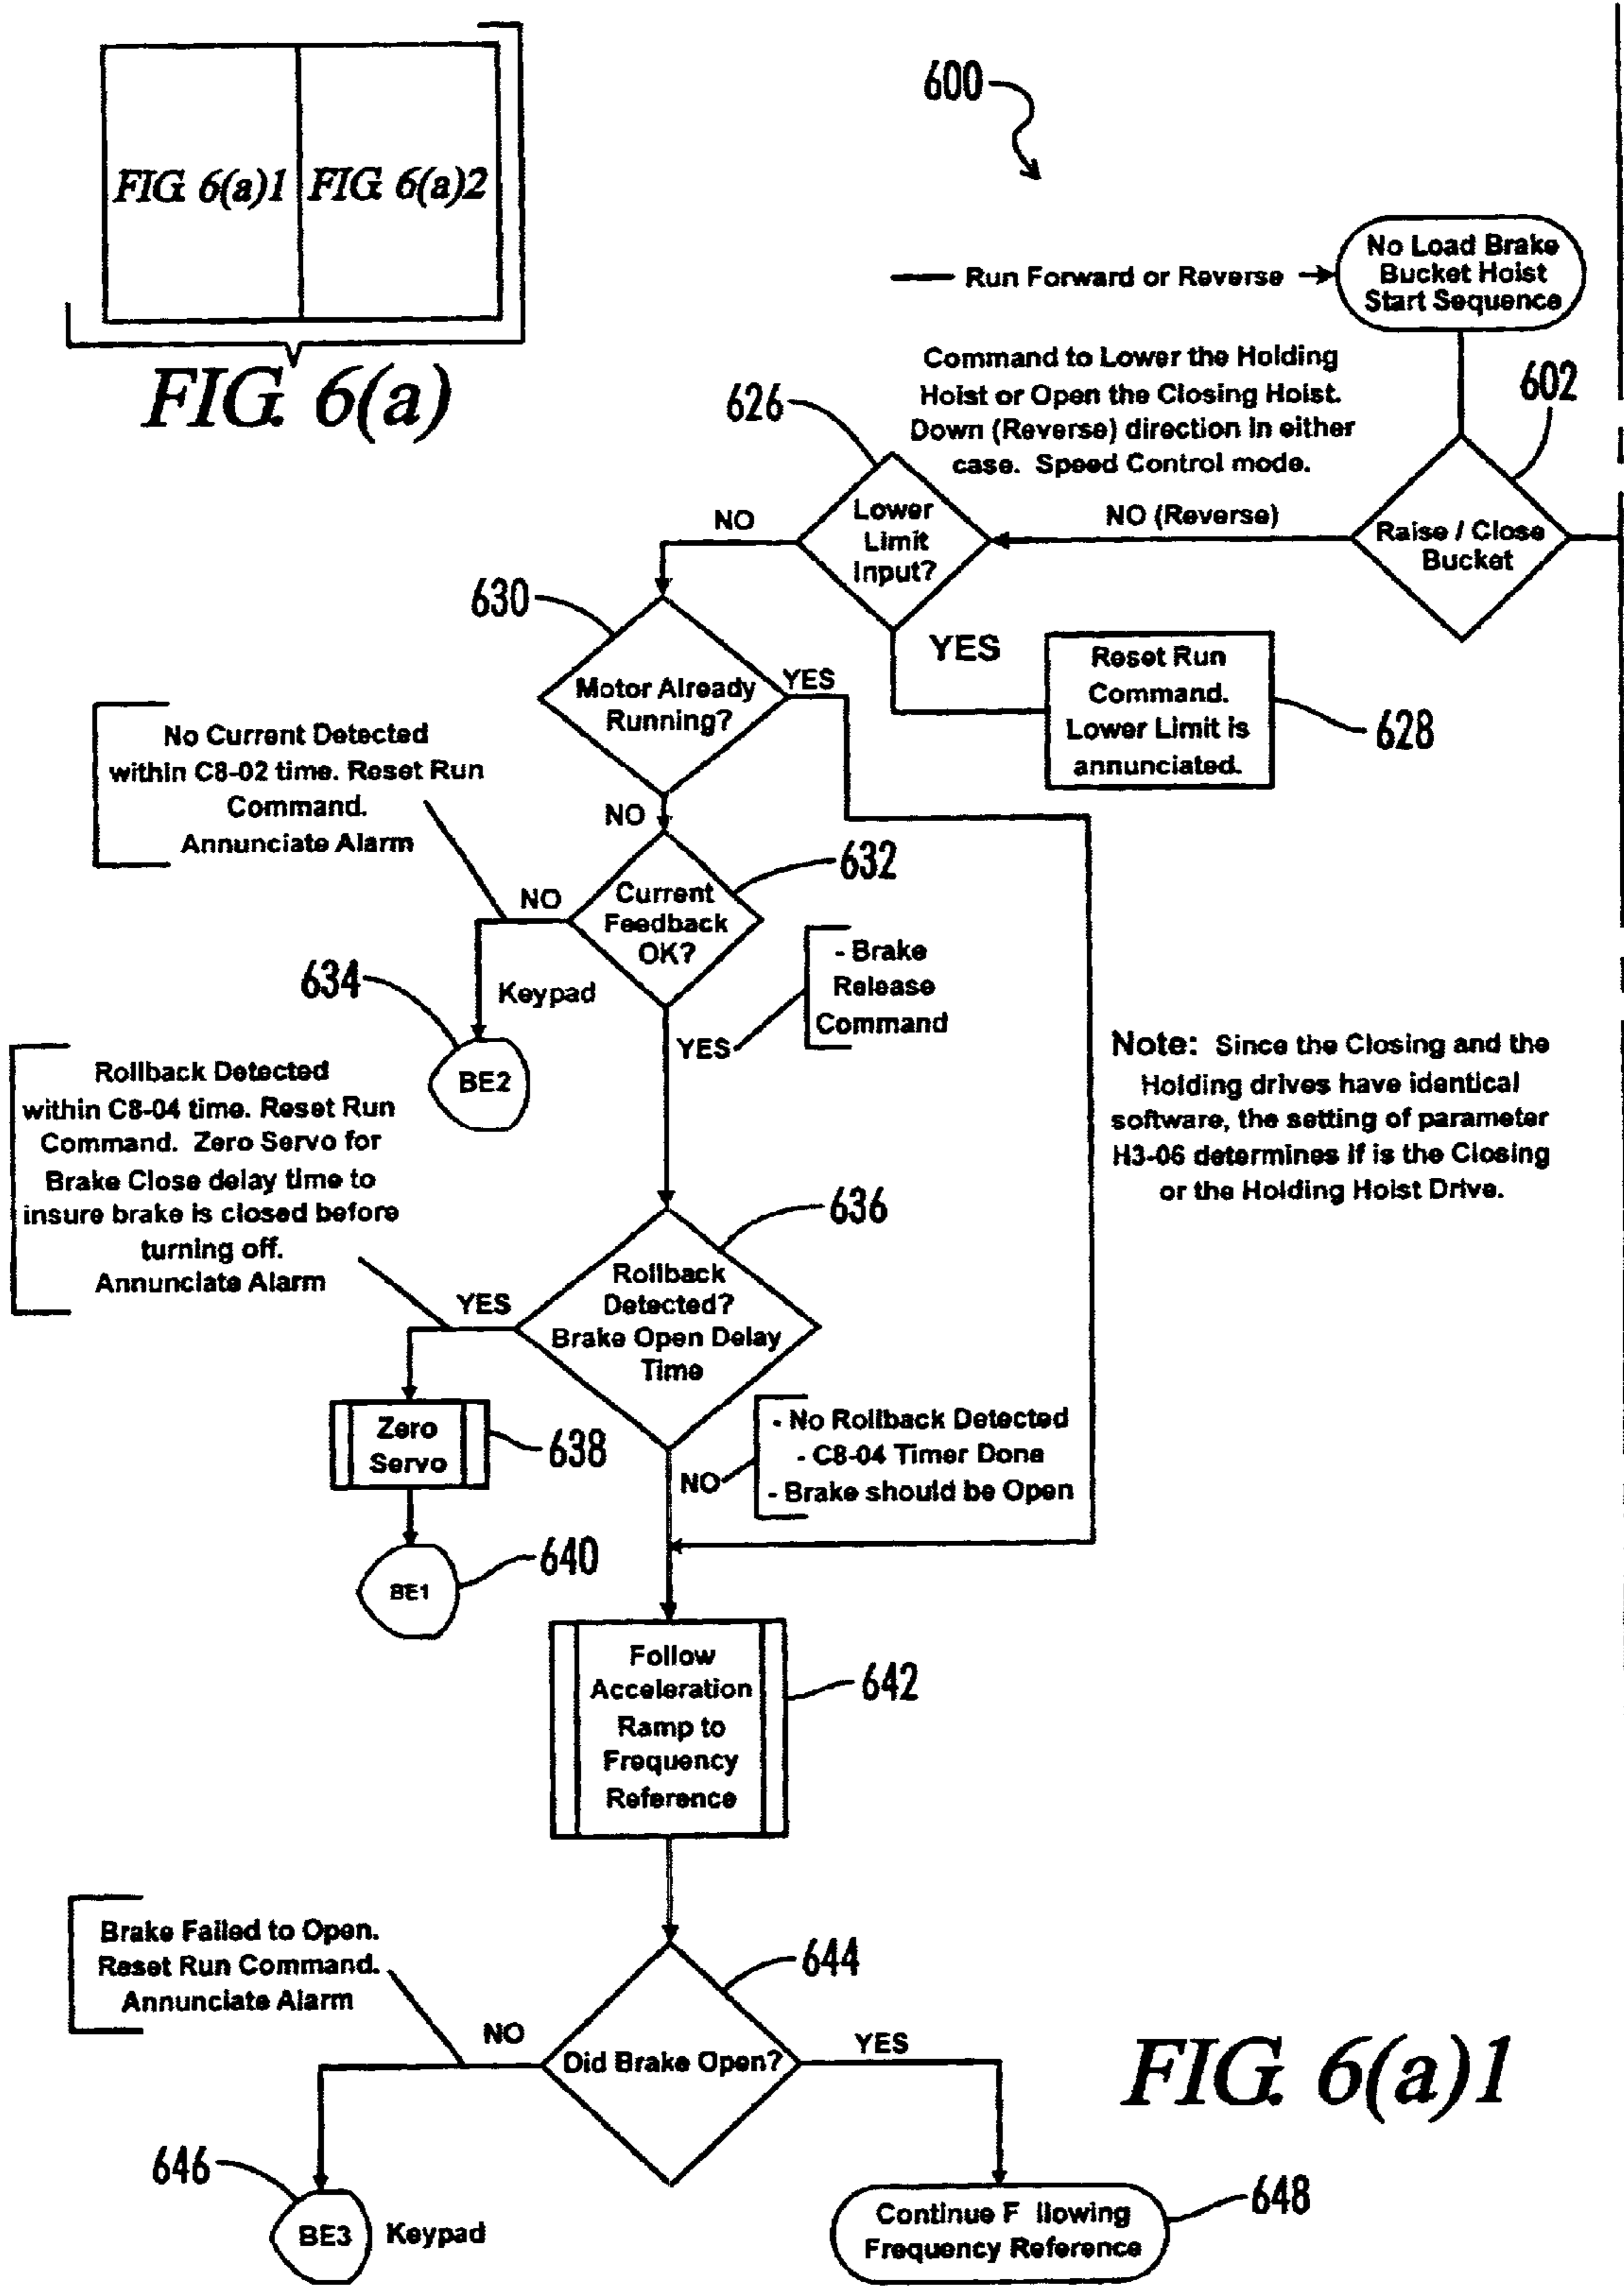 FIG. 6(a)1
FIG. 6(a)2
FIG. 6(a)
600
Run Forward or Reverse
No Load Brake
Bucket Hoist
Start Sequence
Command to Lower the Holding
Hoist or Open the Closing Hoist.
Down (Reverse) direction in either
case. Speed Control mode.
602
626
Lower
Limit
Input?
NO
NO (Reverse)
Raise / Close
Bucket
630
YES
Reset Run
Command.
Lower Limit is
annunciated.
628
Motor Already
Running?
YES
No Current Detected
within C8-02 time. Reset Run
Command.
Annunciate Alarm
NO
632
NO
Current
Feedback
OK?
- Brake
Release
Command
634
Keypad
YES
BE2
Note: Since the Closing and the
Holding drives have identical
software, the setting of parameter
H3-06 determines if is the Closing
or the Holding Hoist Drive.
Rollback Detected
within C8-04 time. Reset Run
Command. Zero Servo for
Brake Close delay time to
insure brake is closed before
turning off.
Annunciate Alarm
636
YES
Rollback
Detected?
Brake Open Delay
Time
Zero
Servo
638
NO
- No Rollback Detected
- C8-04 Timer Done
- Brake should be Open
640
BE1
Follow
Acceleration
Ramp to
Frequency
Reference
642
Brake Failed to Open.
Reset Run Command.
Annunciate Alarm
644
NO
Did Brake Open?
YES
FIG. 6(a)1
646
BE3
Keypad
Continue F llowing
Frequency Reference
648